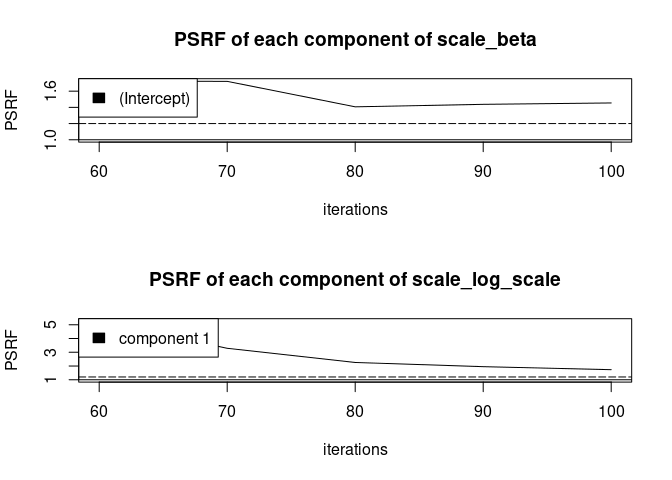 PSRF of each component of scale_beta
PSRF
1.6
1.0
(Intercept)
60 70 80 90 100
iterations
PSRF of each component of scale_log_scale
PSRF
5
3
1
component 1
60 70 80 90 100
iterations